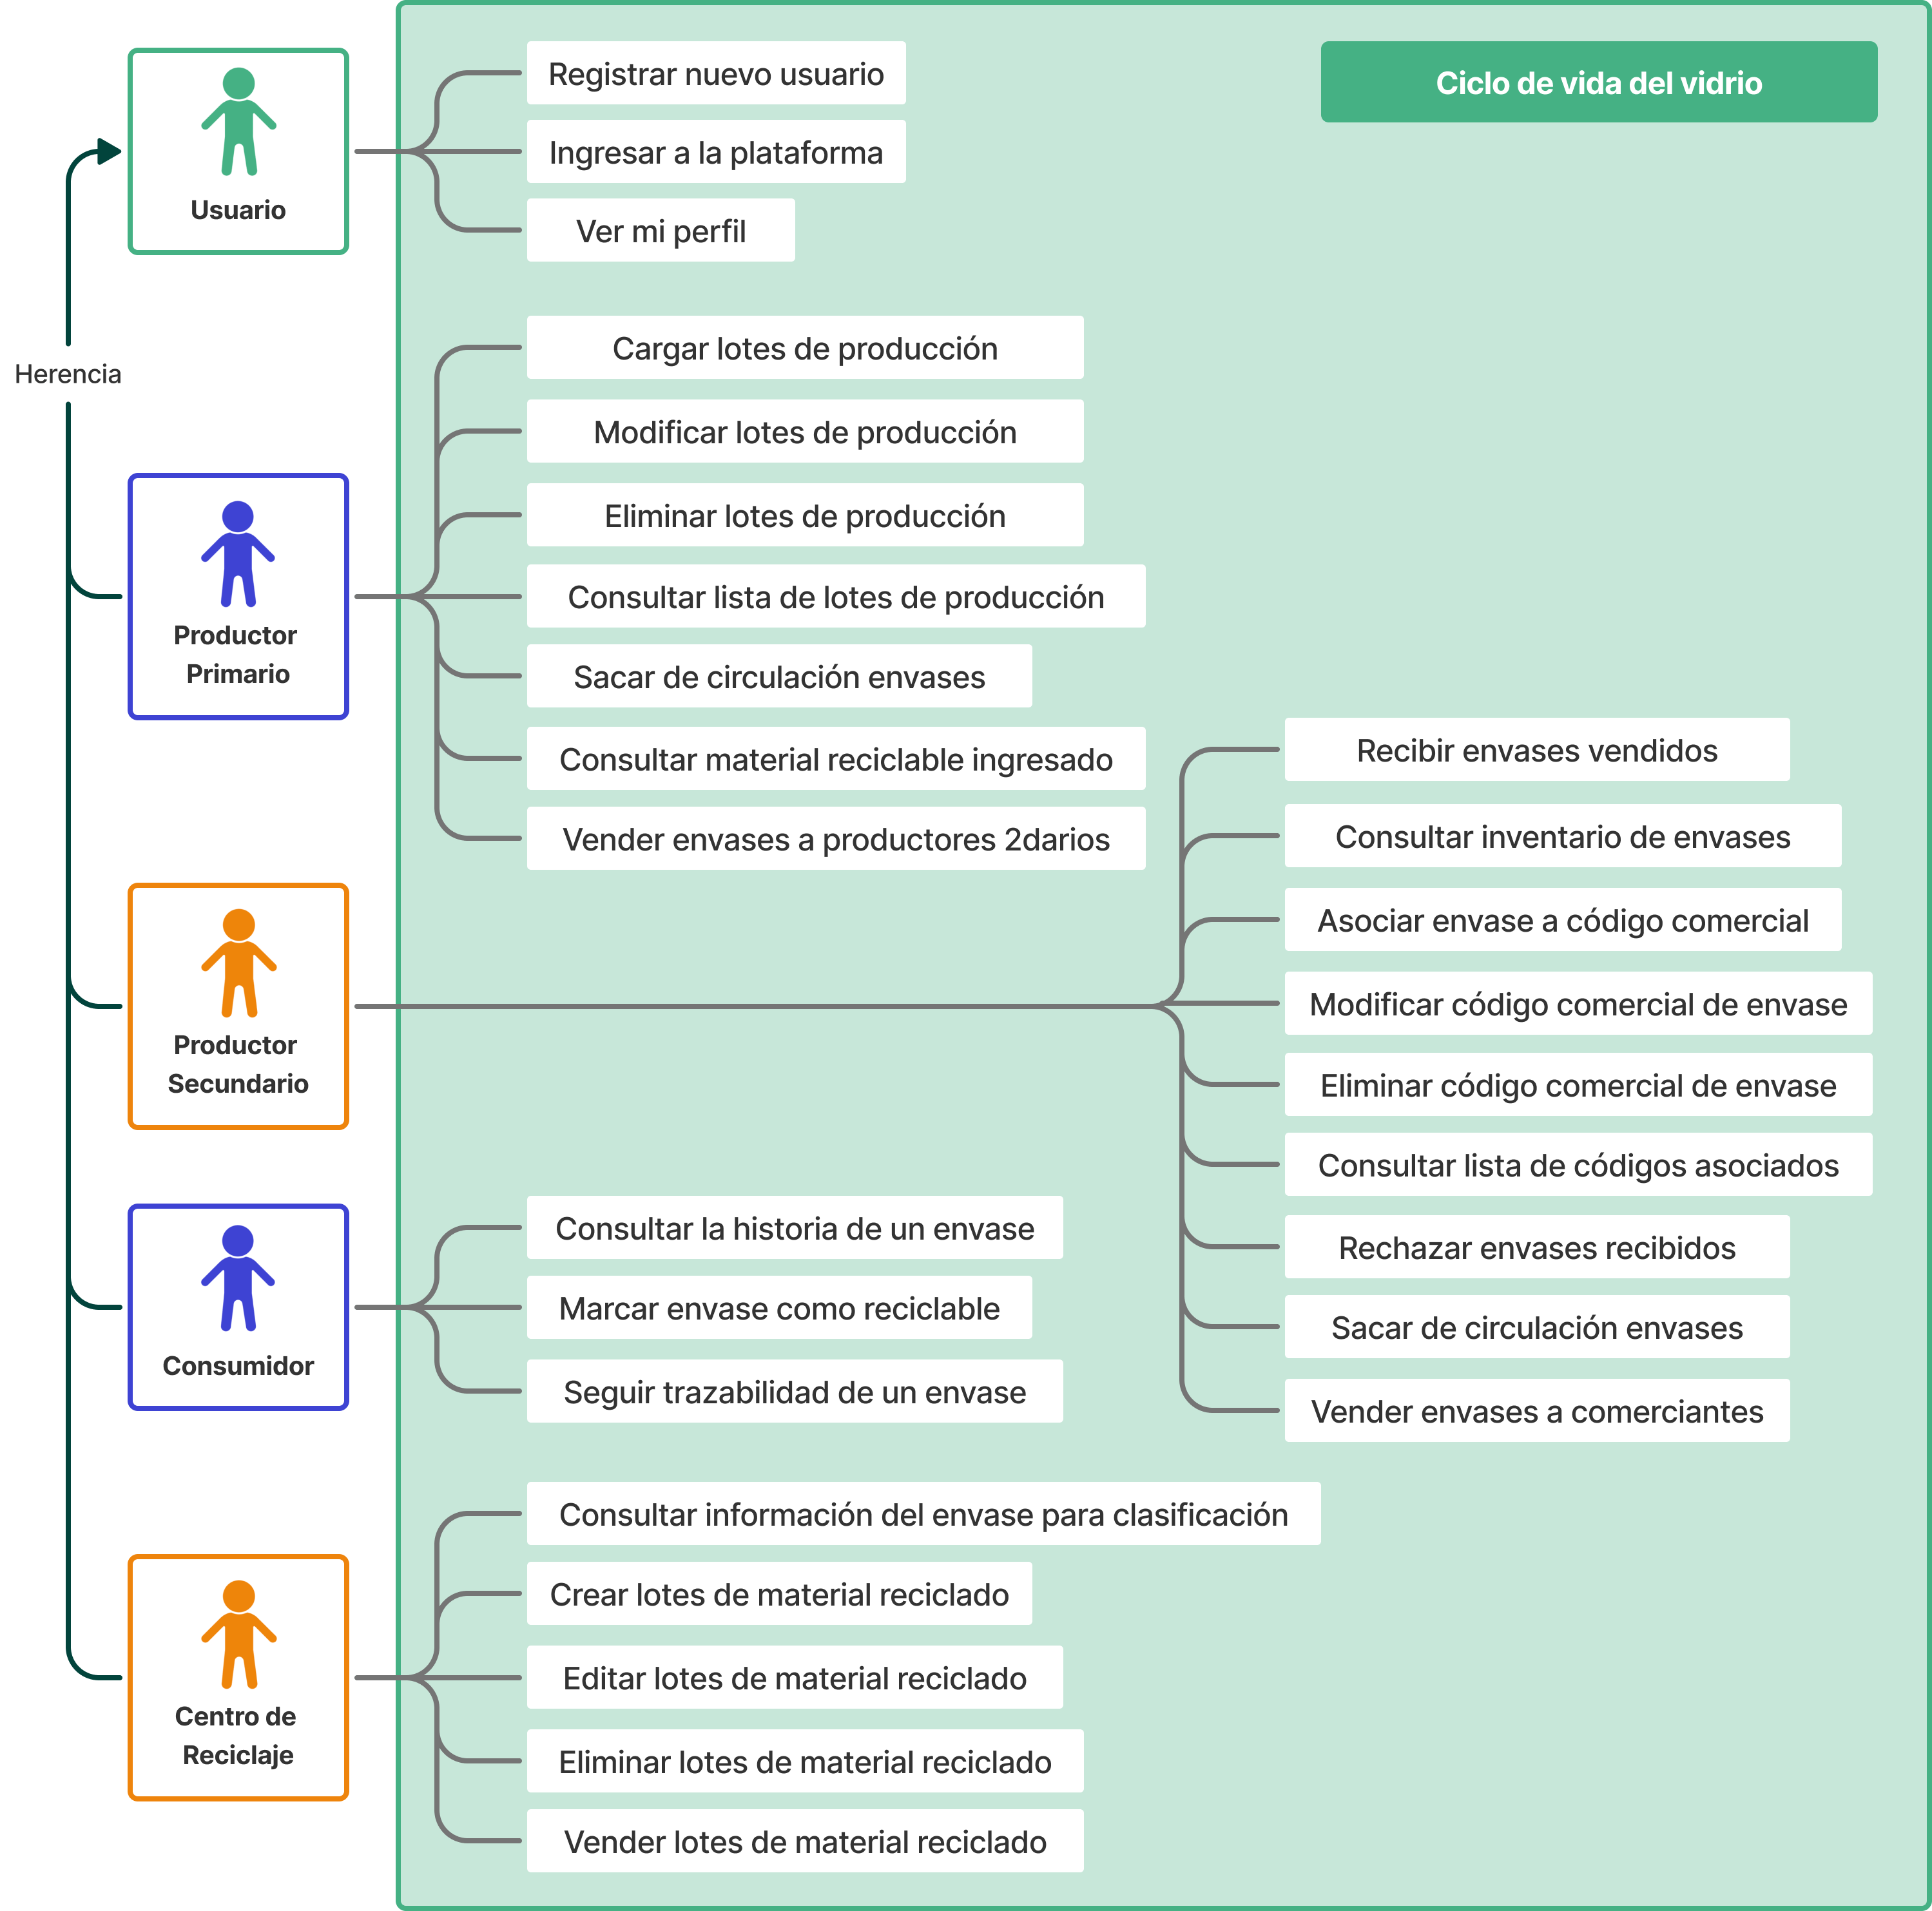 Ciclo de vida del vidrio
Usuario
Registrar nuevo usuario
Ingresar a la plataforma
Ver mi perfil
Herencia
Productor
Primario
Cargar lotes de producción
Modificar lotes de producción
Eliminar lotes de producción
Consultar lista de lotes de producción
Sacar de circulación envases
Consultar material reciclable ingresado
Vender envases a productores 2darios
Productor
Secundario
Recibir envases vendidos
Consultar inventario de envases
Asociar envase a código comercial
Modificar código comercial de envase
Eliminar código comercial de envase
Consultar lista de códigos asociados
Rechazar envases recibidos
Sacar de circulación envases
Vender envases a comerciantes
Consumidor
Consultar la historia de un envase
Marcar envase como reciclable
Seguir trazabilidad de un envase
Centro de
Reciclaje
Consultar información del envase para clasificación
Crear lotes de material reciclado
Editar lotes de material reciclado
Eliminar lotes de material reciclado
Vender lotes de material reciclado